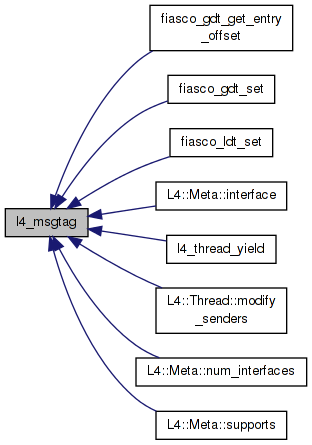 fiasco_gdt_get_entry
_offset
fiasco_gdt_set
fiasco_ldt_set
L4::Meta::interface
l4_msgtag
l4_thread_yield
L4::Thread::modify
_senders
L4::Meta::num_interfaces
L4::Meta::supports